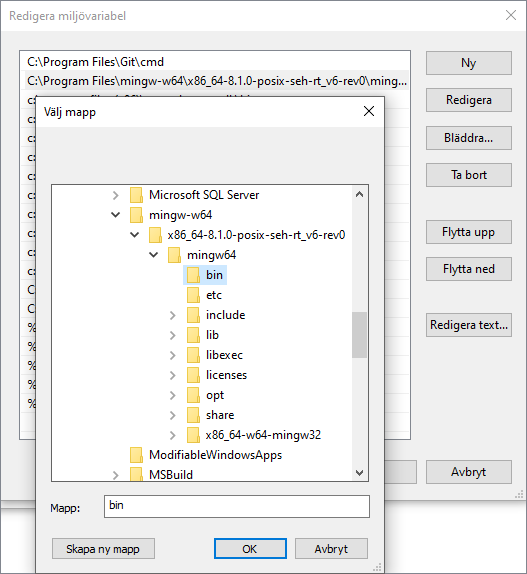 Redigera miljövariabel
C:\Program Files\Git\cmd
C:\Program Files\mingw-w64\x86_64-8.1.0-posix-seh-rt_v6-rev0\ming...
Ny
Redigera
Bläddra...
Ta bort
Flytta upp
Flytta ned
Redigera text...
Avbryt
Välj mapp
Microsoft SQL Server
mingw-w64
x86_64-8.1.0-posix-seh-rt_v6-rev0
mingw64
bin
etc
include
lib
libexec
licenses
opt
share
x86_64-w64-mingw32
ModifiableWindowsApps
MSBuild
Mapp:
bin
Skapa ny mapp
OK
Avbryt